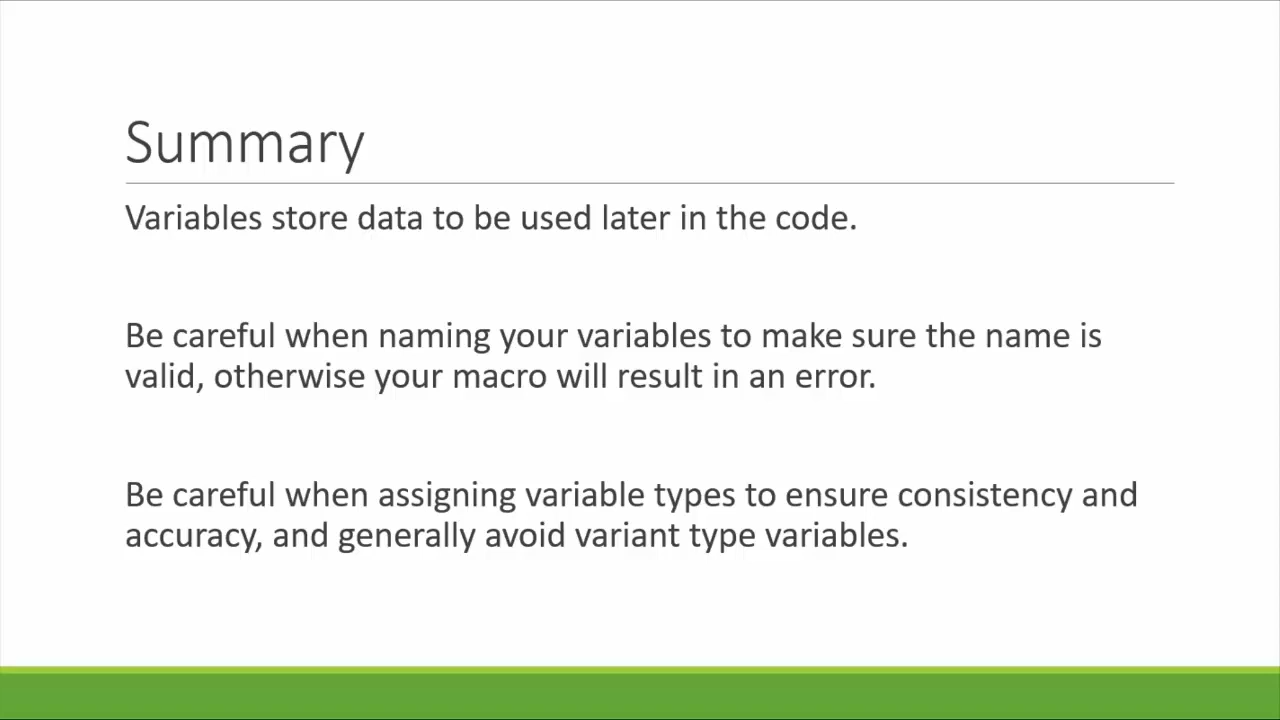 Summary
Variables store data to be used later in the code.
Be careful when naming your variables to make sure the name is
valid, otherwise your macro will result in an error.
Be careful when assigning variable types to ensure consistency and
accuracy, and generally avoid variant type variables.